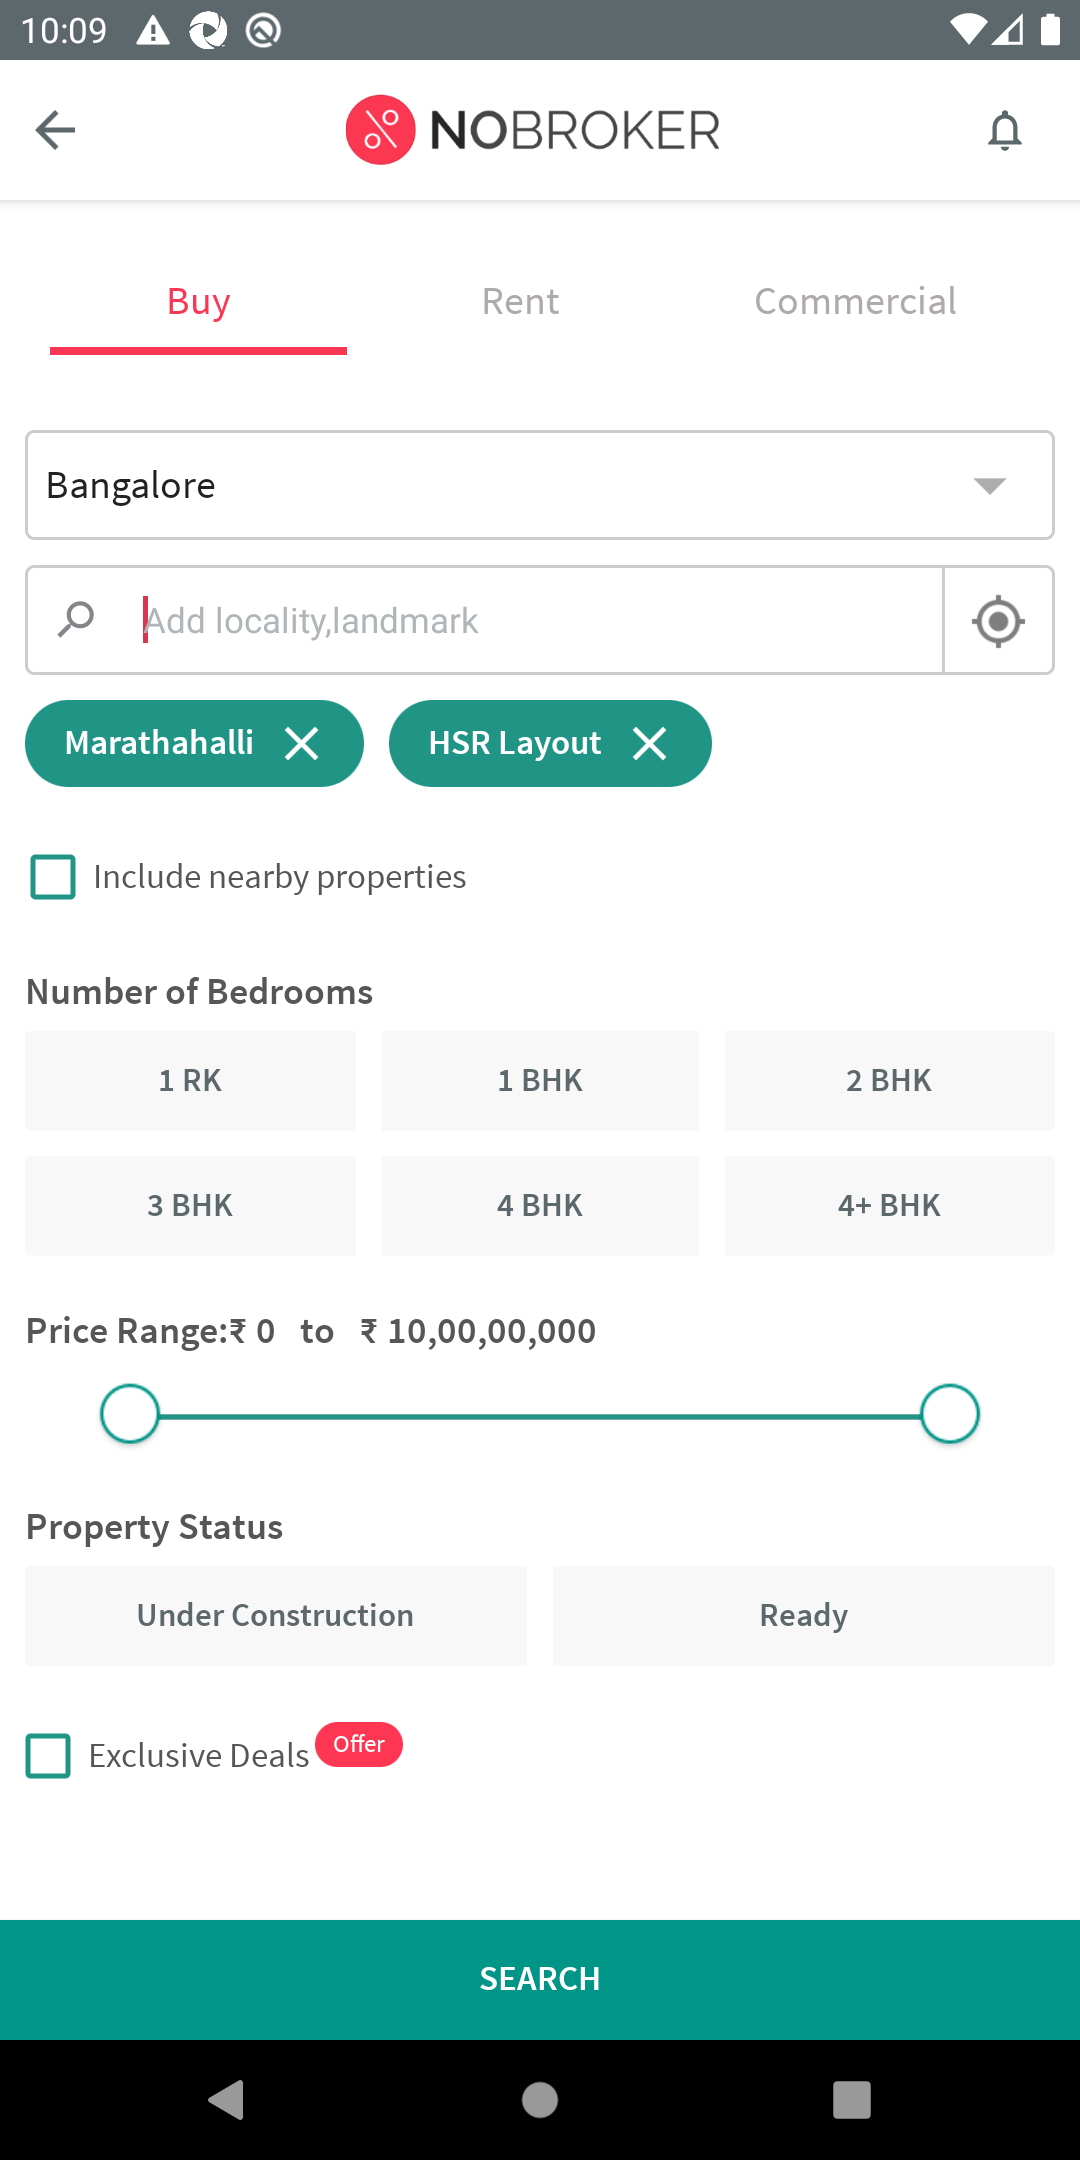 10:09
NOBROKER
Buy Rent Commercial
Bangalore
Add locality,landmark
Marathahalli HSR Layout
Include nearby properties
Number of Bedrooms
1 RK 1 BHK 2 BHK
3 BHK 4 BHK 4+ BHK
Price Range:₹ 0 to ₹ 10,00,00,000
Property Status
Under Construction Ready
Exclusive Deals Offer
SEARCH